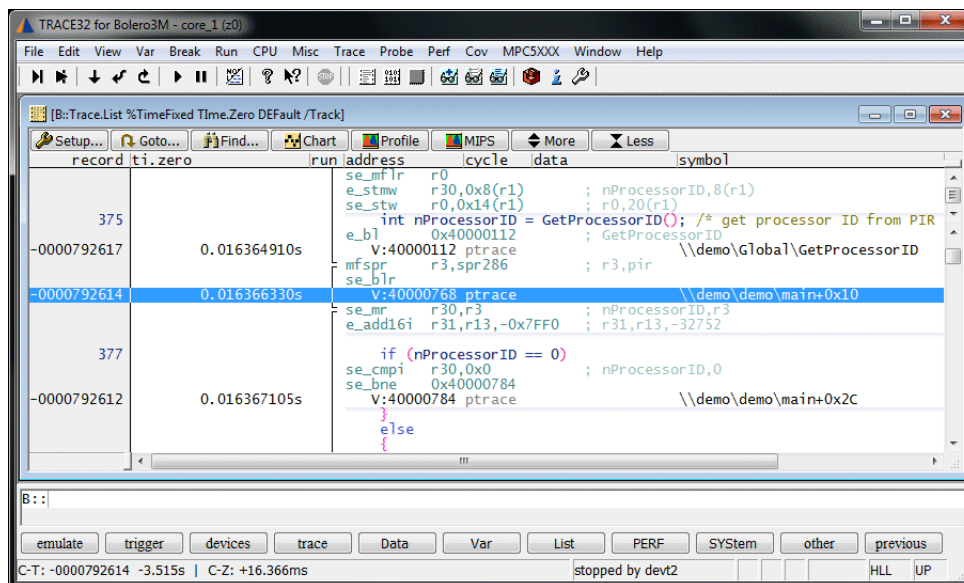 TRACE32 for Bolero3M - core_1 (z0)
File Edit View Var Break Run CPU Misc Trace Probe Perf Cov MPC5XXX Window Help
[B::Trace.List %TimeFixed TIme.Zero DEFault /Track]
Setup... Goto... Find... Chart Profile MIPS More Less
record ti.zero run address cycle data symbol
se_mflr r0
e_stmw r30,0x8(r1) ; nProcessorID,8(r1)
se_stw r0,0x14(r1) ; r0,20(r1)
375 int nProcessorID = GetProcessorID(); /* get processor ID from PIR
e_bl 0x40000112 ; GetProcessorID
-0000792617 0.016364910s V:40000112 ptrace \\demo\Global\GetProcessorID
mfspr r3,spr286 ; r3,pir
se_blr
-0000792614 0.016366330s V:40000768 ptrace \\demo\demo\main+0x10
se_mr r30,r3 ; nProcessorID,r3
e_add16i r31,r13,-0x7FF0 ; r31,r13,-32752
377 if (nProcessorID == 0)
se_cmpi r30,0x0 ; nProcessorID,0
se_bne 0x40000784
-0000792612 0.016367105s V:40000784 ptrace \\demo\demo\main+0x2C
}
else
{
B::
emulate trigger devices trace Data Var List PERF SYStem other previous
C-T: -0000792614 -3.515s | C-Z: +16.366ms stopped by devt2 HLL UP